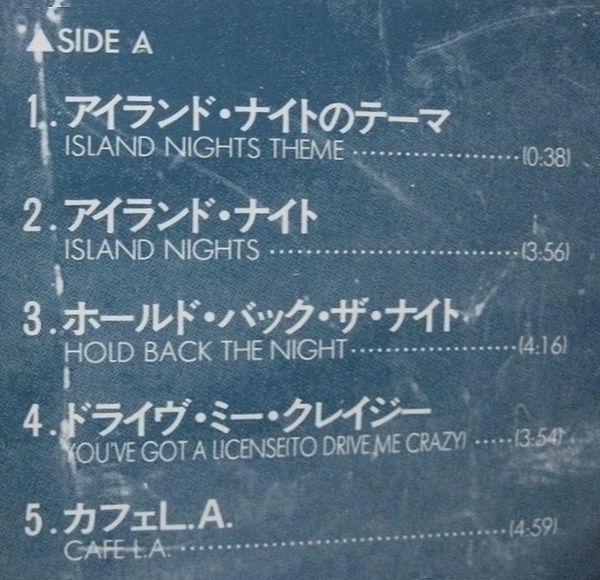 ▲SIDE A
1.アイランド・ナイトのテーマ
ISLAND NIGHTS THEME ·················· (0:38)
2.アイランド・ナイト
ISLAND NIGHTS ··························· (3:56)
3.ホールド・バック・ザ・ナイト
HOLD BACK THE NIGHT ·················· (4:16)
4.ドライヴ・ミー・クレイジー
YOU'VE GOT A LICENSE(TO DRIVE ME CRAZY) ····· (3:54)
5.カフェL.A.
CAFE L.A. ··································· (4:59)